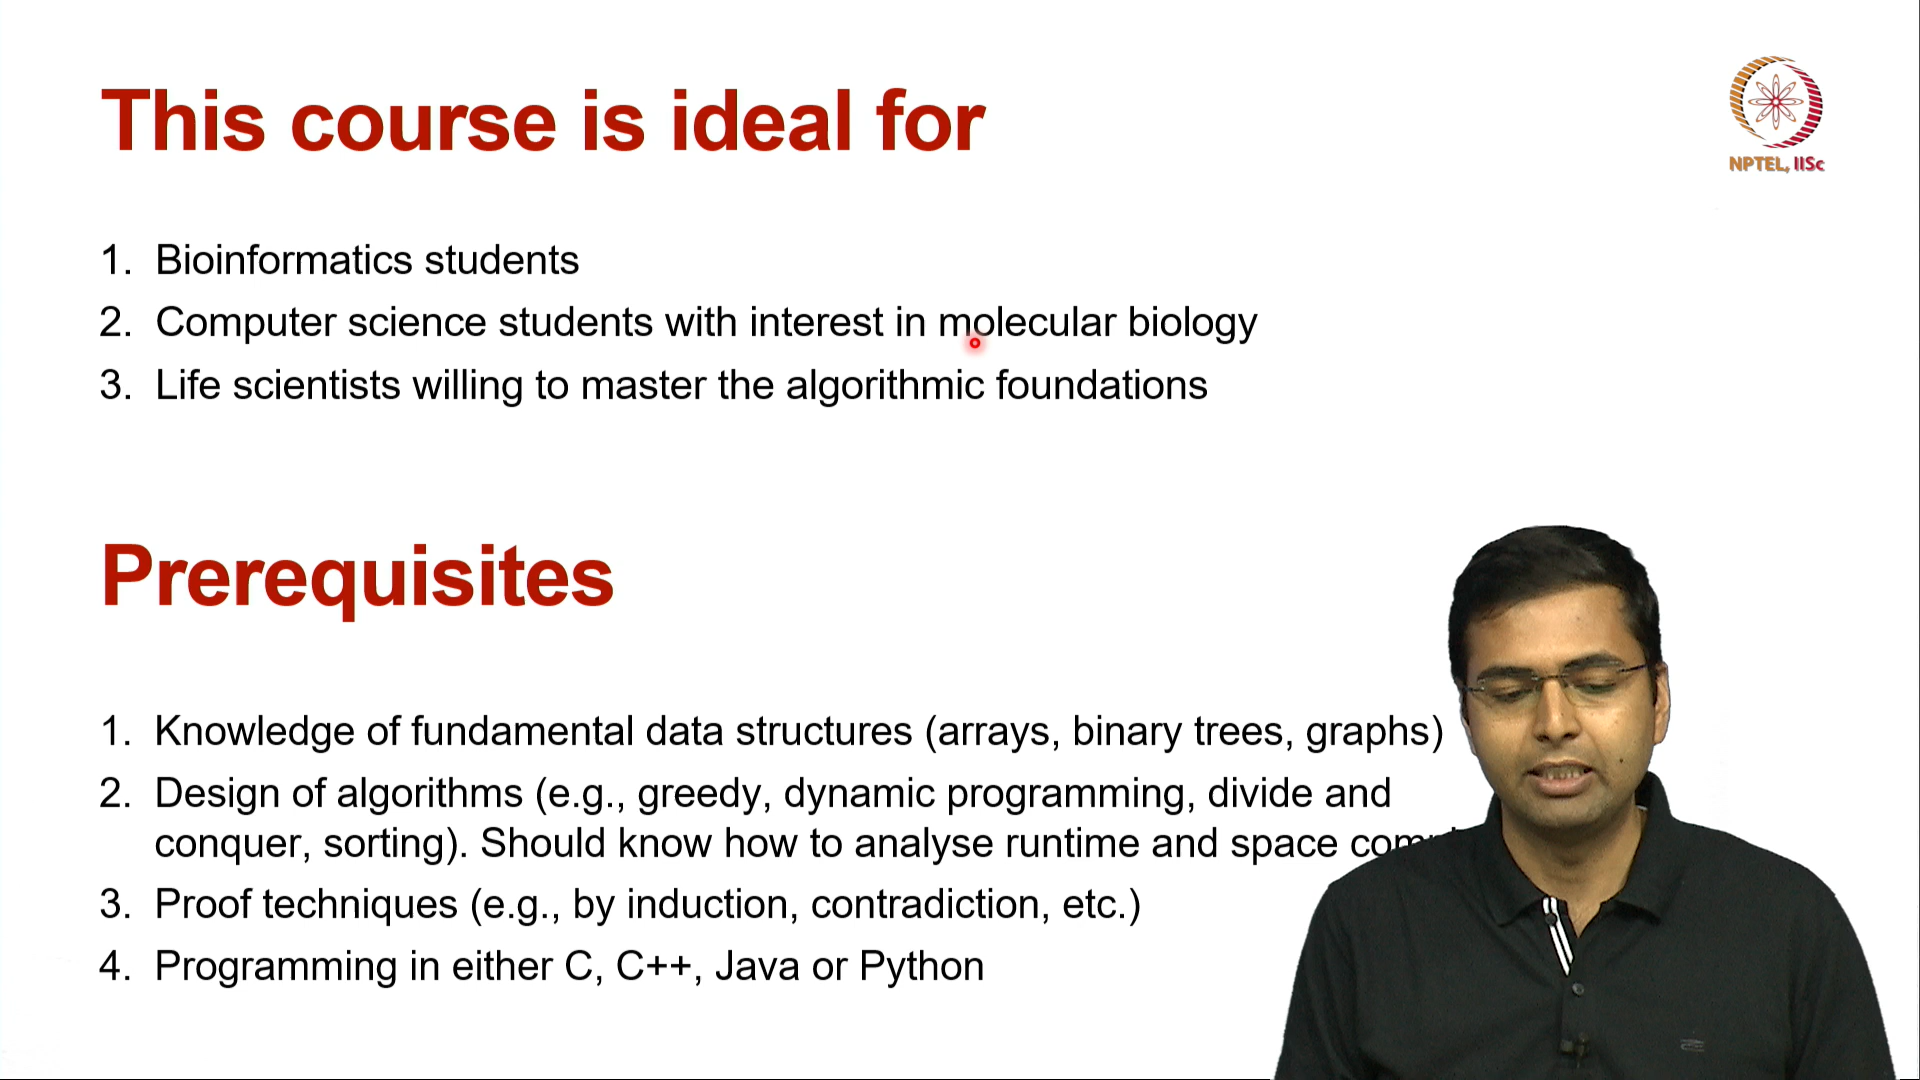 This course is ideal for
NPTEL, IISc
1. Bioinformatics students
2. Computer science students with interest in molecular biology
3. Life scientists willing to master the algorithmic foundations
Prerequisites
1. Knowledge of fundamental data structures (arrays, binary trees, graphs)
2. Design of algorithms (e.g., greedy, dynamic programming, divide and
conquer, sorting). Should know how to analyse runtime and space
3. Proof techniques (e.g., by induction, contradiction, etc.)
4. Programming in either C, C++, Java or Python